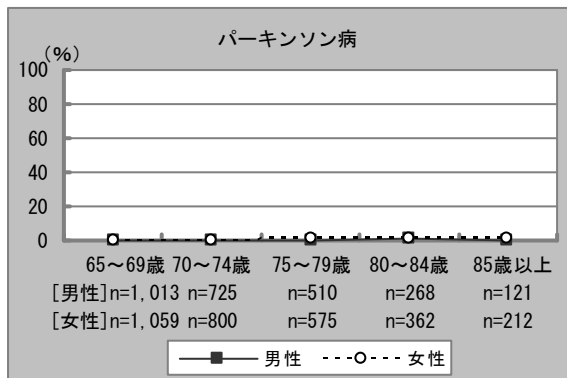 パーキンソン病
(%)
100
80
60
40
20
0
65～69歳 70～74歳 75～79歳 80～84歳 85歳以上
[男性]n=1,013 n=725 n=510 n=268 n=121
[女性]n=1,059 n=800 n=575 n=362 n=212
男性 女性